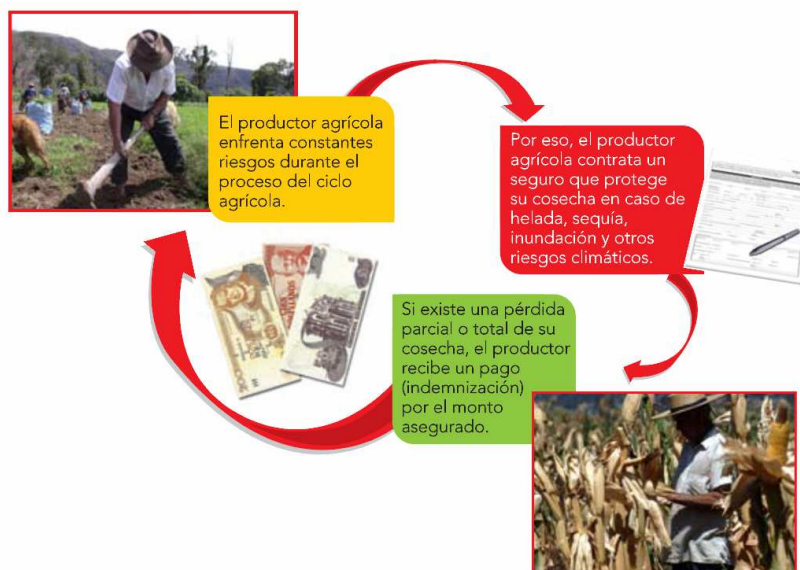 El productor agrícola
enfrenta constantes
riesgos durante el
proceso del ciclo
agrícola.
Por eso, el productor
agrícola contrata un
seguro que protege
su cosecha en caso de
helada, sequía,
inundación y otros
riesgos climáticos.
Si existe una pérdida
parcial o total de su
cosecha, el productor
recibe un pago
(indemnización)
por el monto
asegurado.